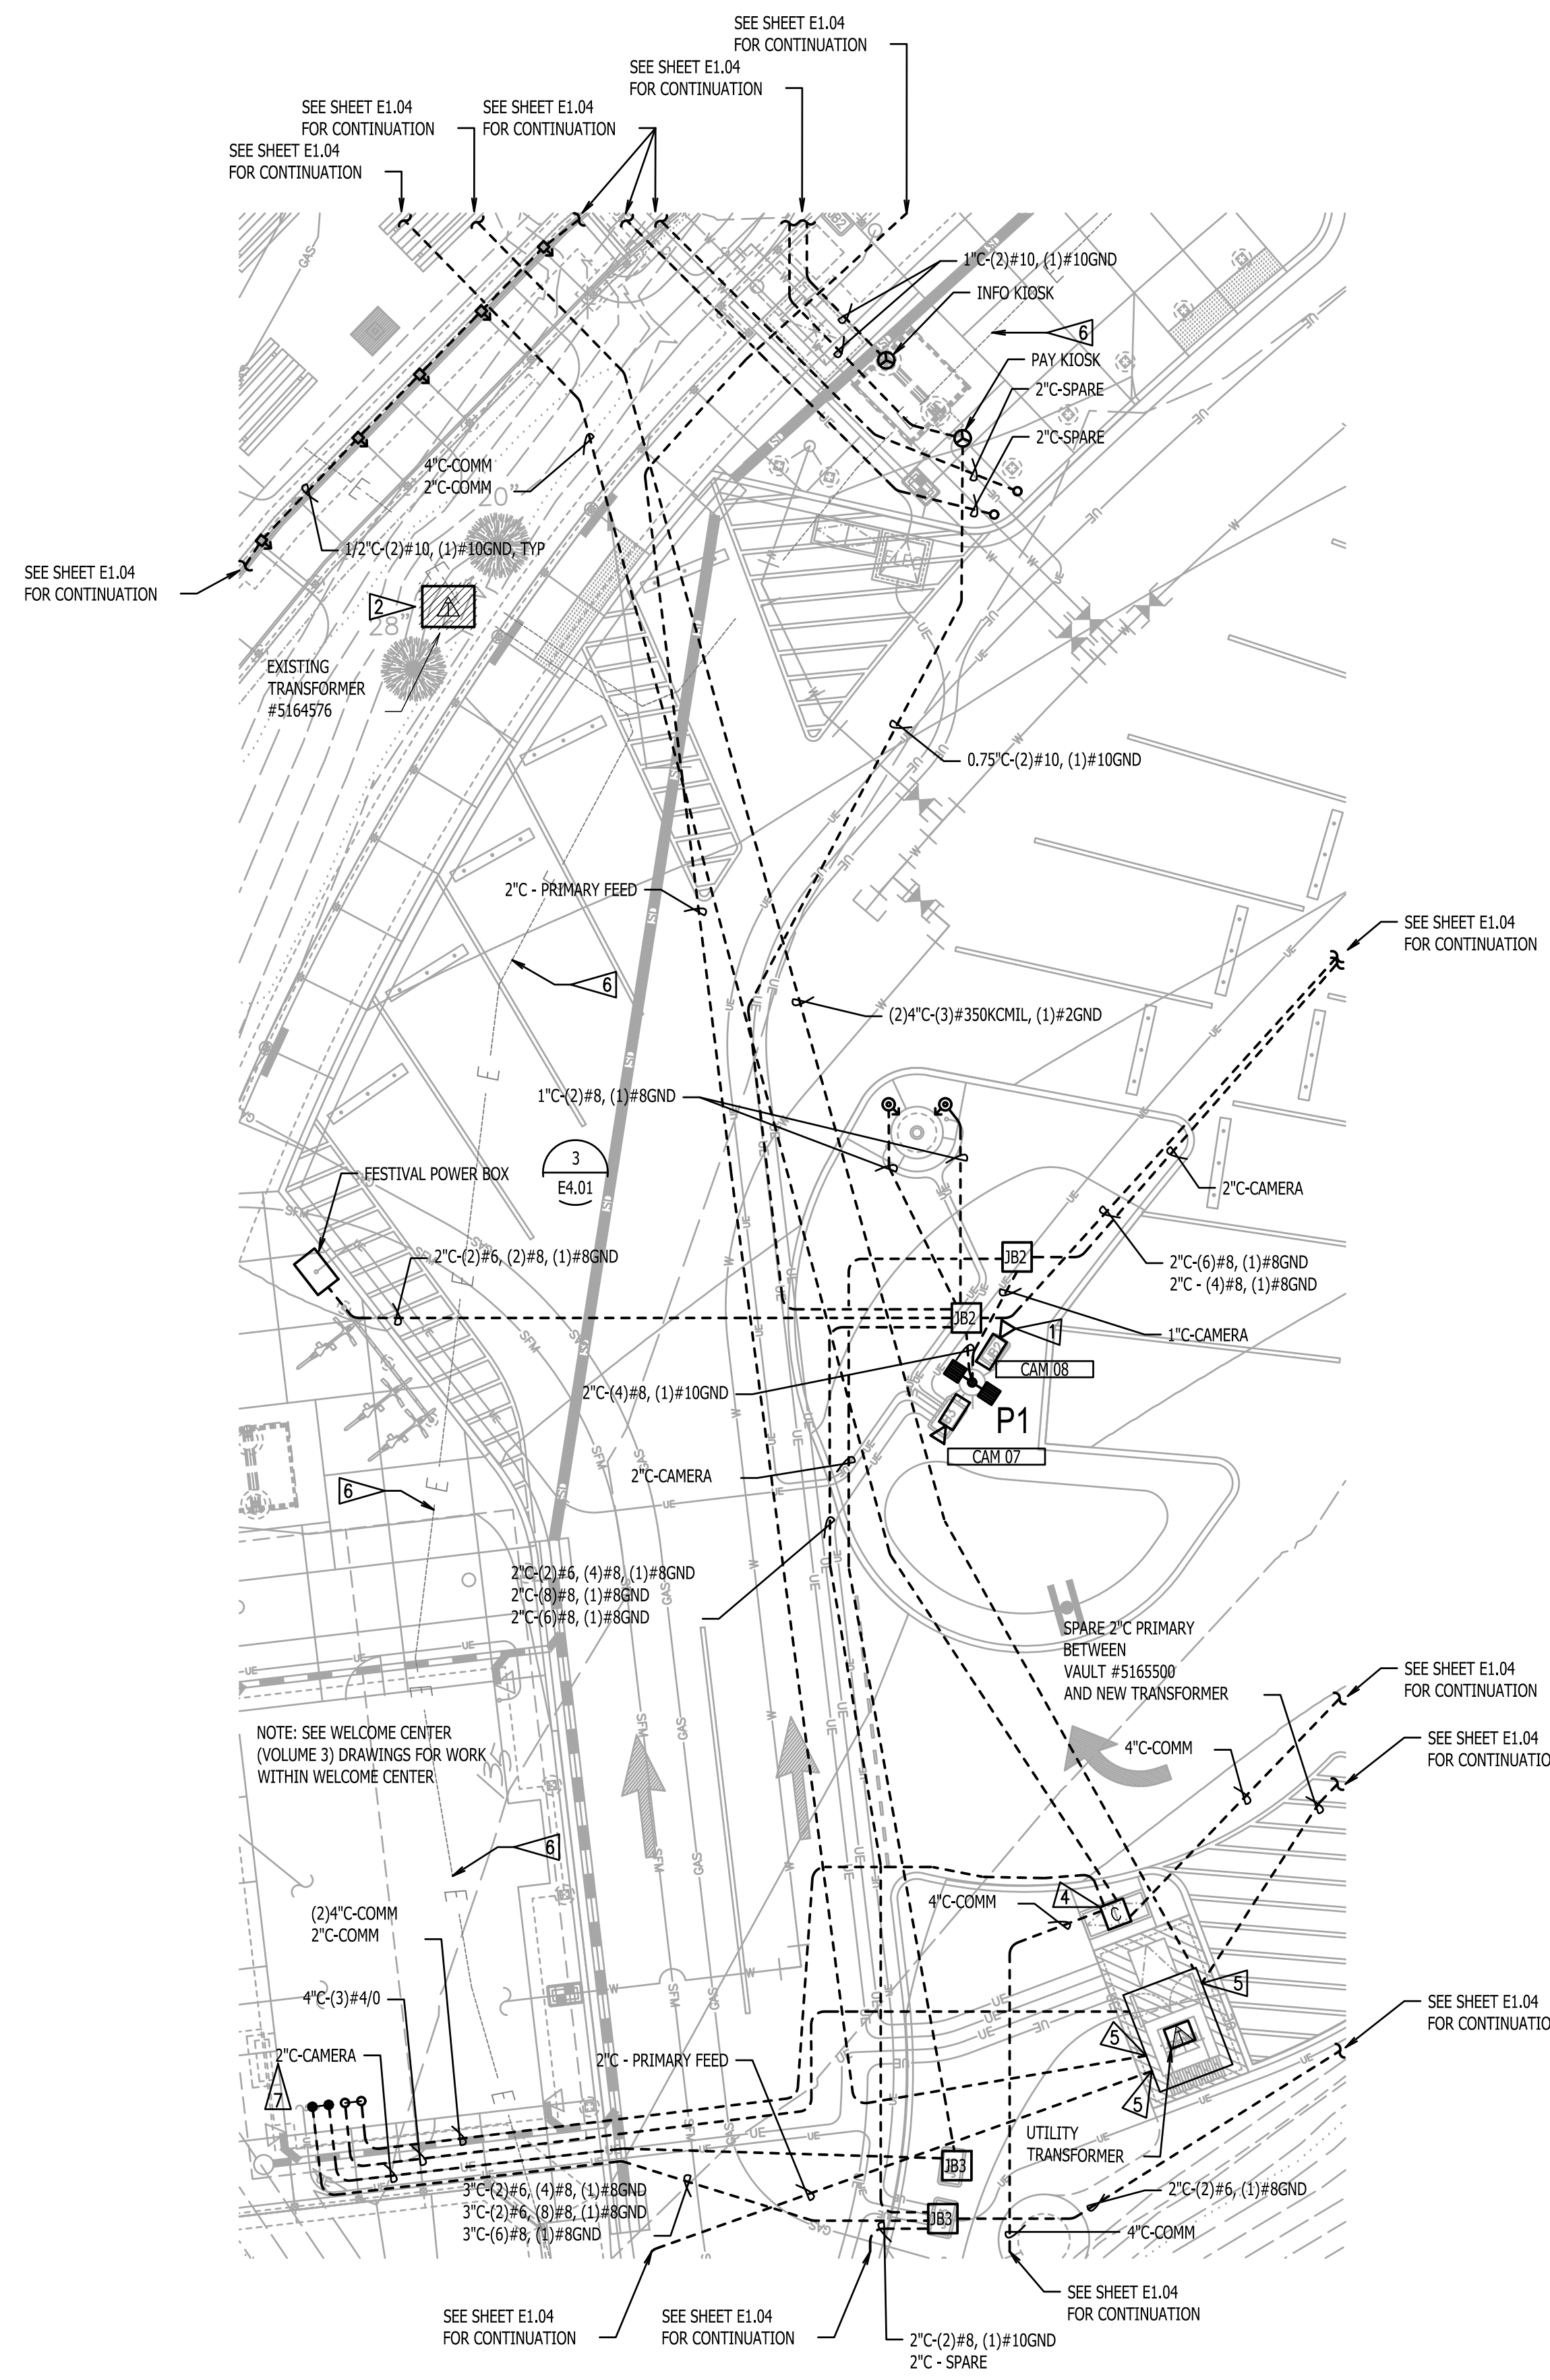 SEE SHEET E1.04
FOR CONTINUATION
SEE SHEET E1.04
FOR CONTINUATION
SEE SHEET E1.04
FOR CONTINUATION
SEE SHEET E1.04
FOR CONTINUATION
SEE SHEET E1.04
FOR CONTINUATION
GAS
1"C-(2)#10, (1)#10GND
INFO KIOSK
6
PAY KIOSK
2"C-SPARE
2"C-SPARE
4"C-COMM
2"C-COMM
20"
1/2"C-(2)#10, (1)#10GND, TYP
SEE SHEET E1.04
FOR CONTINUATION
ELEC
2
1
28"
EXISTING
TRANSFORMER
#5164576
0.75"C-(2)#10, (1)#10GND
2"C - PRIMARY FEED
SEE SHEET E1.04
FOR CONTINUATION
6
(2)4"C-(3)#350KCMIL, (1)#2GND
1"C-(2)#8, (1)#8GND
3
E4.01
FESTIVAL POWER BOX
2"C-CAMERA
2"C-(2)#6, (2)#8, (1)#8GND
JB2
2"C-(6)#8, (1)#8GND
2"C - (4)#8, (1)#8GND
JB2
1
1"C-CAMERA
JB2
CAM 08
2"C-(4)#8, (1)#10GND
P1
CAM 07
2"C-CAMERA
6
2"C-(2)#6, (4)#8, (1)#8GND
2"C-(8)#8, (1)#8GND
2"C-(6)#8, (1)#8GND
SPARE 2"C PRIMARY
BETWEEN
VAULT #5165500
AND NEW TRANSFORMER
SEE SHEET E1.04
FOR CONTINUATION
NOTE: SEE WELCOME CENTER
(VOLUME 3) DRAWINGS FOR WORK
WITHIN WELCOME CENTER
4"C-COMM
SEE SHEET E1.04
FOR CONTINUATIO
6
4"C-COMM
4
C
(2)4"C-COMM
2"C-COMM
4"C-(3)#4/0
5
SEE SHEET E1.04
FOR CONTINUATIO
2"C-CAMERA
2"C - PRIMARY FEED
5
7
5
UTILITY
TRANSFORMER
JB3
3"C-(2)#6, (4)#8, (1)#8GND
3"C-(2)#6, (8)#8, (1)#8GND
3"C-(6)#8, (1)#8GND
JB3
2"C-(2)#6, (1)#8GND
4"C-COMM
SEE SHEET E1.04
FOR CONTINUATION
SEE SHEET E1.04
FOR CONTINUATION
SEE SHEET E1.04
FOR CONTINUATION
2"C-(2)#8, (1)#10GND
2"C - SPARE